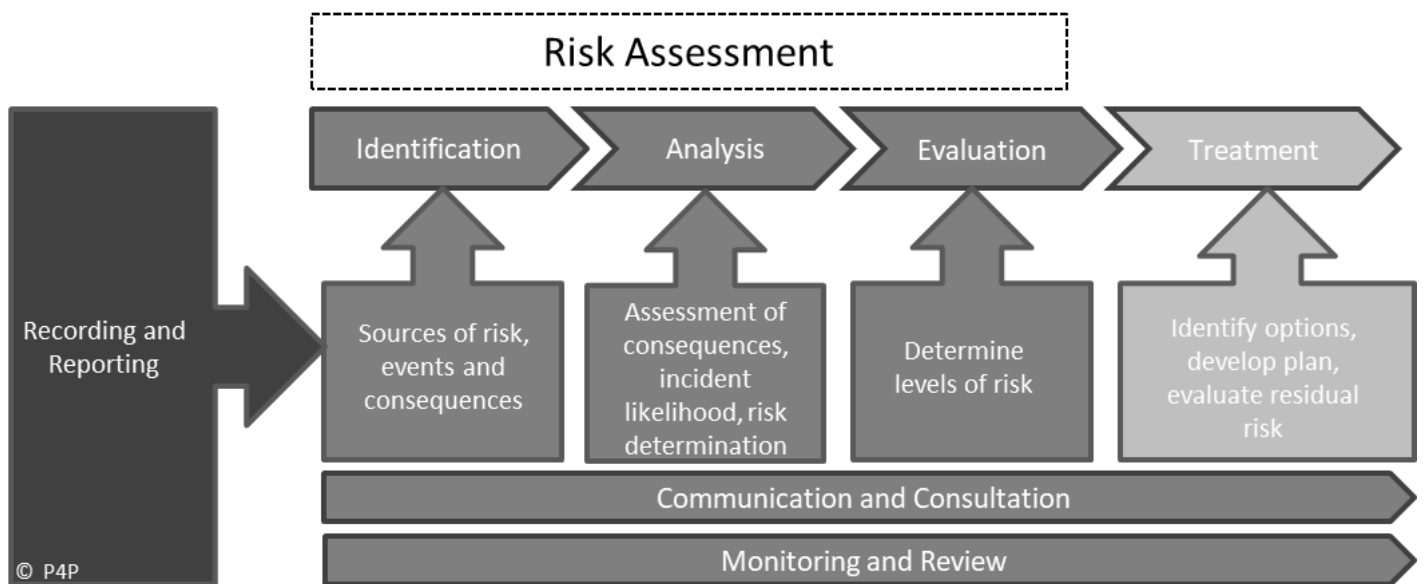 Risk Assessment
Identification
Analysis
Evaluation
Treatment
Recording and
Reporting
Sources of risk,
events and
consequences
Assessment of
consequences,
incident
likelihood, risk
determination
Determine
levels of risk
Identify options,
develop plan,
evaluate residual
risk
Communication and Consultation
Monitoring and Review
© P4P